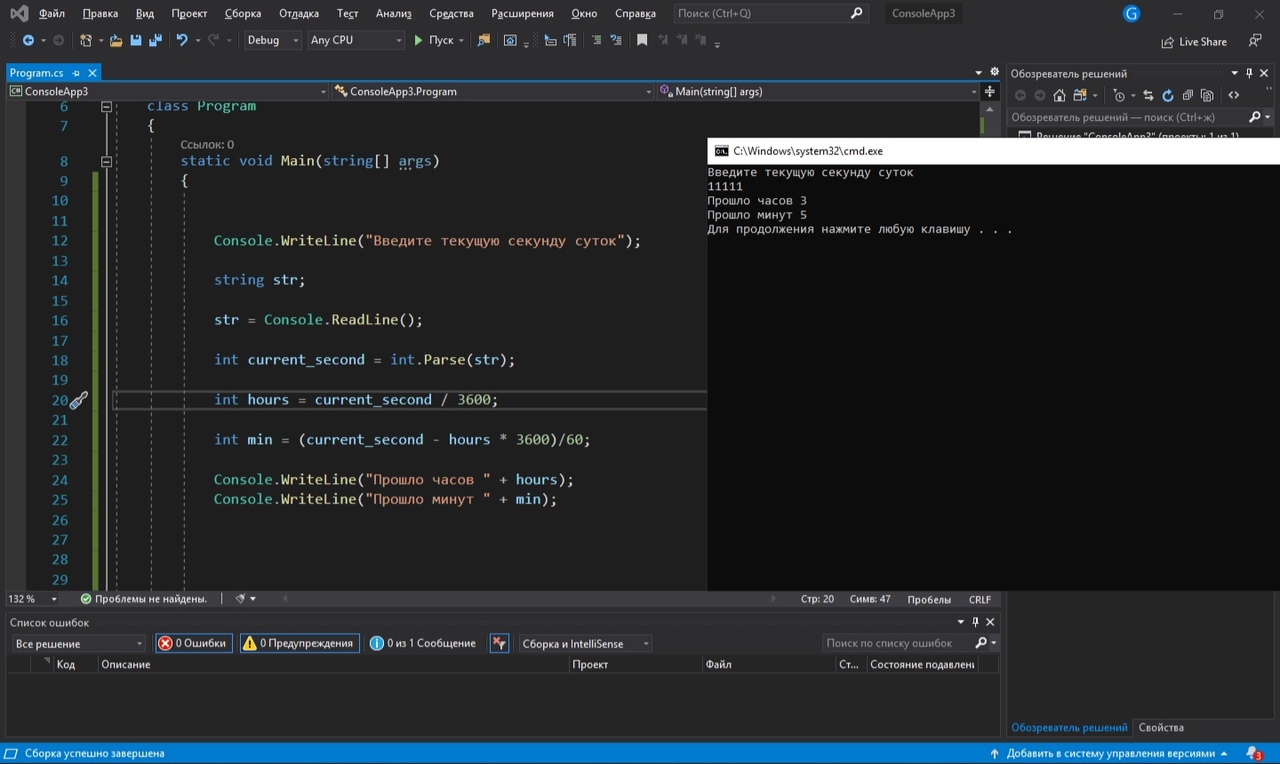 Файл Правка Вид Проект Сборка Отладка Тест Анализ Средства Расширения Окно Справка Поиск (Ctrl+Q) ConsoleApp3 G
Debug Any CPU Пуск Live Share
Program.cs
Обозреватель решений
ConsoleApp3 ConsoleApp3.Program Main(string[] args)
Обозреватель решений — поиск (Ctrl+ж)
Решение "ConsoleApp3" (проекты: 1 из 1)
6 class Program
7 {
Ссылок: 0
8 static void Main(string[] args)
9 {
10
11
12 Console.WriteLine("Введите текущую секунду суток");
13
14 string str;
15
16 str = Console.ReadLine();
17
18 int current_second = int.Parse(str);
19
20 int hours = current_second / 3600;
21
22 int min = (current_second - hours * 3600)/60;
23
24 Console.WriteLine("Прошло часов " + hours);
25 Console.WriteLine("Прошло минут " + min);
26
27
28
29
C:\Windows\system32\cmd.exe
Введите текущую секунду суток
11111
Прошло часов 3
Прошло минут 5
Для продолжения нажмите любую клавишу . . .
132 % Проблемы не найдены. Стр: 20 Симв: 47 Пробелы CRLF
Список ошибок
Все решение 0 Ошибки 0 Предупреждения 0 из 1 Сообщение Сборка и IntelliSense Поиск по списку ошибок
Код Описание Проект Файл Ст... Состояние подавлен
Обозреватель решений Свойства
Сборка успешно завершена Добавить в систему управления версиями 3